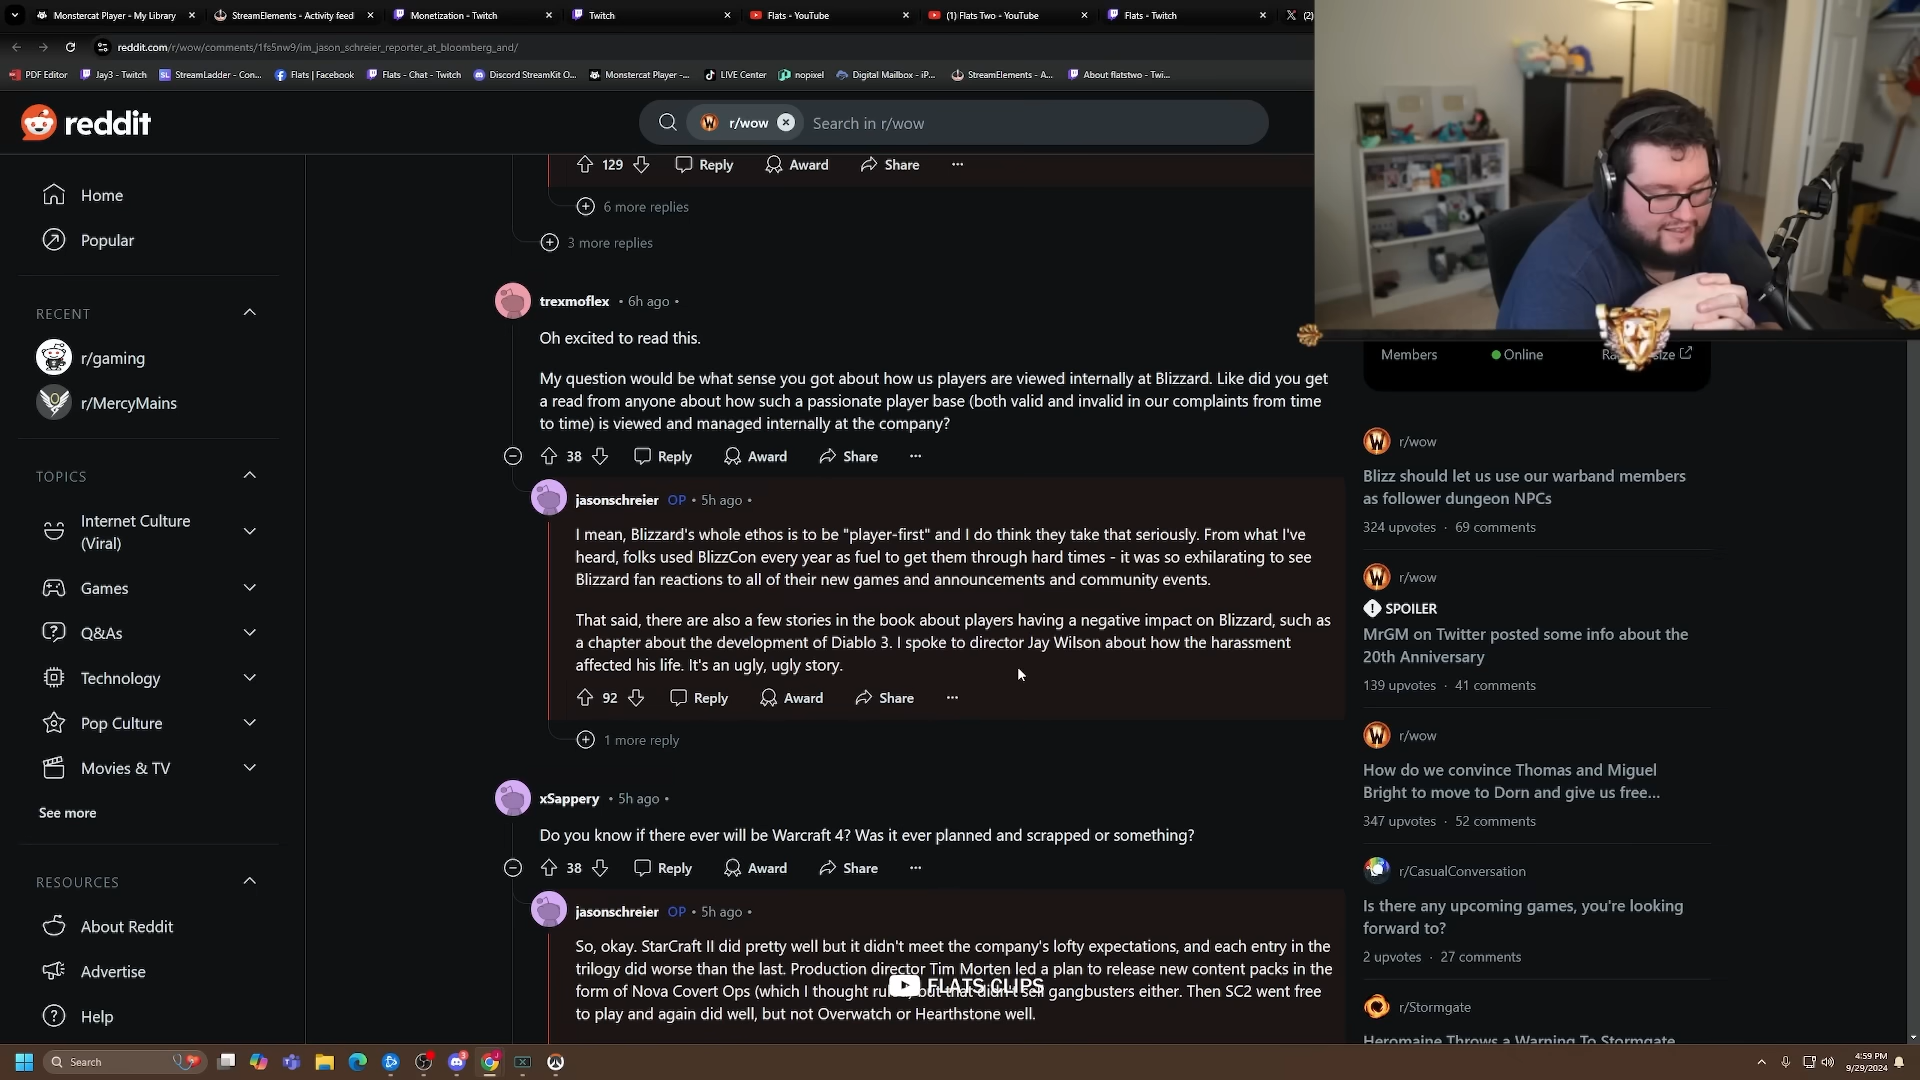 Monstercat Player - My Library
StreamElements - Activity feed
Monetization - Twitch
Twitch
Flats - YouTube
(1) Flats Two - YouTube
Flats - Twitch
(2)
reddit.com/r/wow/comments/1fs5nw9/im_jason_schreier_reporter_at_bloomberg_and/
PDF Editor
Jay3 - Twitch
StreamLadder - Con...
Flats | Facebook
Flats - Chat - Twitch
Discord StreamKit O...
Monstercat Player -...
LIVE Center
nopixel
Digital Mailbox - iP...
StreamElements - A...
About flatstwo - Twi...
reddit
r/wow
Search in r/wow
Home
Popular
RECENT
r/gaming
r/MercyMains
TOPICS
Internet Culture
(Viral)
Games
Q&As
Technology
Pop Culture
Movies & TV
See more
RESOURCES
About Reddit
Advertise
Help
129 Reply Award Share
6 more replies
3 more replies
trexmoflex • 6h ago •
Oh excited to read this.
My question would be what sense you got about how us players are viewed internally at Blizzard. Like did you get
a read from anyone about how such a passionate player base (both valid and invalid in our complaints from time
to time) is viewed and managed internally at the company?
38 Reply Award Share
jasonschreier OP • 5h ago •
I mean, Blizzard's whole ethos is to be "player-first" and I do think they take that seriously. From what I've
heard, folks used BlizzCon every year as fuel to get them through hard times - it was so exhilarating to see
Blizzard fan reactions to all of their new games and announcements and community events.
That said, there are also a few stories in the book about players having a negative impact on Blizzard, such as
a chapter about the development of Diablo 3. I spoke to director Jay Wilson about how the harassment
affected his life. It's an ugly, ugly story.
92 Reply Award Share
1 more reply
xSappery • 5h ago •
Do you know if there ever will be Warcraft 4? Was it ever planned and scrapped or something?
38 Reply Award Share
jasonschreier OP • 5h ago •
So, okay. StarCraft II did pretty well but it didn't meet the company's lofty expectations, and each entry in the
trilogy did worse than the last. Production director Tim Morten led a plan to release new content packs in the
form of Nova Covert Ops (which I thought but that didn't sell gangbusters either. Then SC2 went free
to play and again did well, but not Overwatch or Hearthstone well.
FLATS CLIPS
Members
Online
r/wow
Blizz should let us use our warband members
as follower dungeon NPCs
324 upvotes · 69 comments
r/wow
SPOILER
MrGM on Twitter posted some info about the
20th Anniversary
139 upvotes · 41 comments
r/wow
How do we convince Thomas and Miguel
Bright to move to Dorn and give us free...
347 upvotes · 52 comments
r/CasualConversation
Is there any upcoming games, you're looking
forward to?
2 upvotes · 27 comments
r/Stormgate
Heromaine Throws a Warning To Stormgate
Search
4:59 PM
9/29/2024